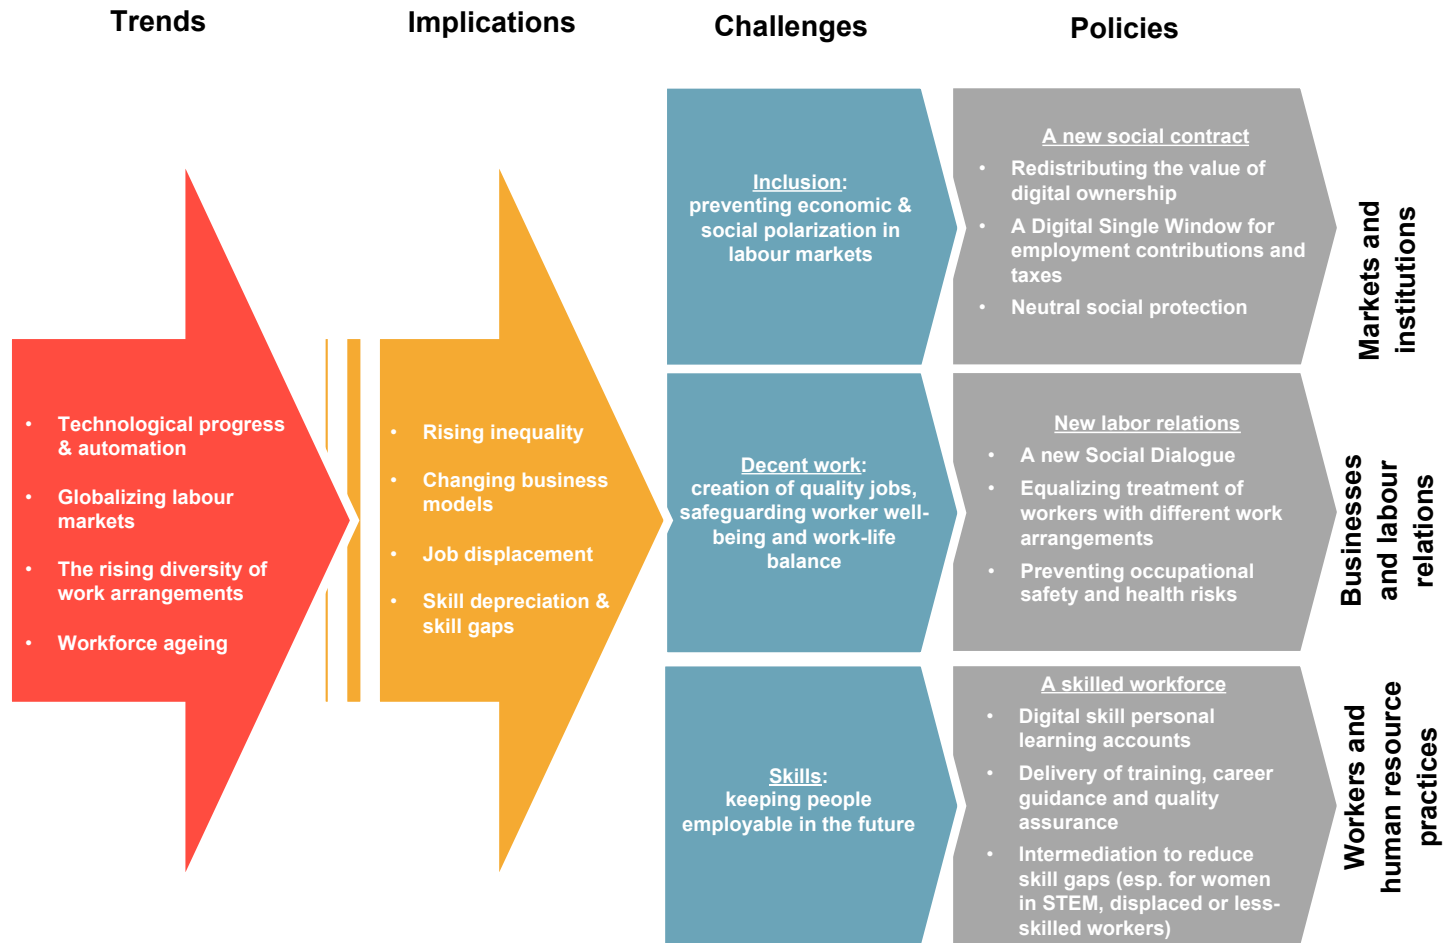 Trends
Implications
Challenges
Policies
• Technological progress
& automation
• Globalizing labour
markets
• The rising diversity of
work arrangements
• Workforce ageing
• Rising inequality
• Changing business
models
• Job displacement
• Skill depreciation &
skill gaps
Inclusion:
preventing economic &
social polarization in
labour markets
A new social contract
• Redistributing the value of
digital ownership
• A Digital Single Window for
employment contributions and
taxes
• Neutral social protection
Markets and
institutions
Decent work:
creation of quality jobs,
safeguarding worker well-
being and work-life
balance
New labor relations
• A new Social Dialogue
• Equalizing treatment of
workers with different work
arrangements
• Preventing occupational
safety and health risks
Businesses
and labour
relations
Skills:
keeping people
employable in the future
A skilled workforce
• Digital skill personal
learning accounts
• Delivery of training, career
guidance and quality
assurance
• Intermediation to reduce
skill gaps (esp. for women
in STEM, displaced or less-
skilled workers)
Workers and
human resource
practices